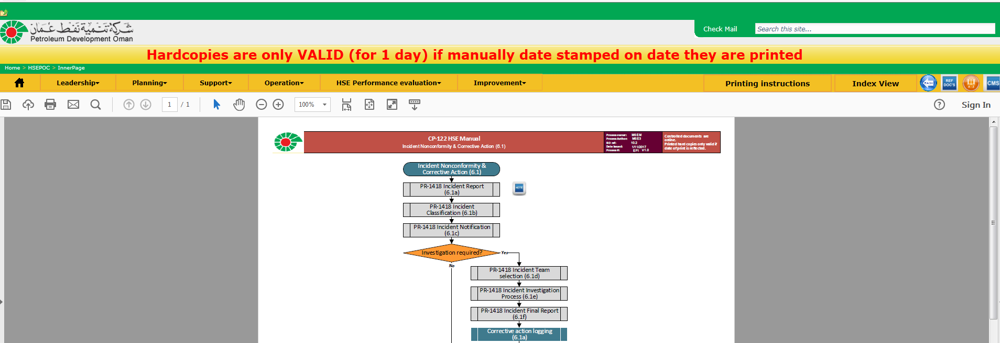 شركة تنمية نفط عمان
Petroleum Development Oman
Check Mail
Search this site...
Hardcopies are only VALID (for 1 day) if manually date stamped on date they are printed
Home > HSEPOC > InnerPage
Leadership Planning Support Operation HSE Performance evaluation Improvement Printing instructions Index View BACK REF DOC'S A-Z CMS
1 / 1 100% Sign In
CP-122 HSE Manual
Incident Nonconformity & Corrective Action (6.1)
Process owner: MSEM
Process Author: MSE3
ISO ref: 10.2
Date Issued: 1/11/2017
Process #: EPI V1.0
Controlled documents are
online.
Printed hard copies only valid if
date of print is reflected.
Incident Nonconformity &
Corrective Action (6.1)
PR-1418 Incident Report
(6.1a)
NOTE
PR-1418 Incident
Classification (6.1b)
PR-1418 Incident Notification
(6.1c)
Investigation required?
Yes
No
PR-1418 Incident Team
selection (6.1d)
PR-1418 Incident Investigation
Process (6.1e)
PR-1418 Incident Final Report
(6.1f)
Corrective action logging
(6.1a)